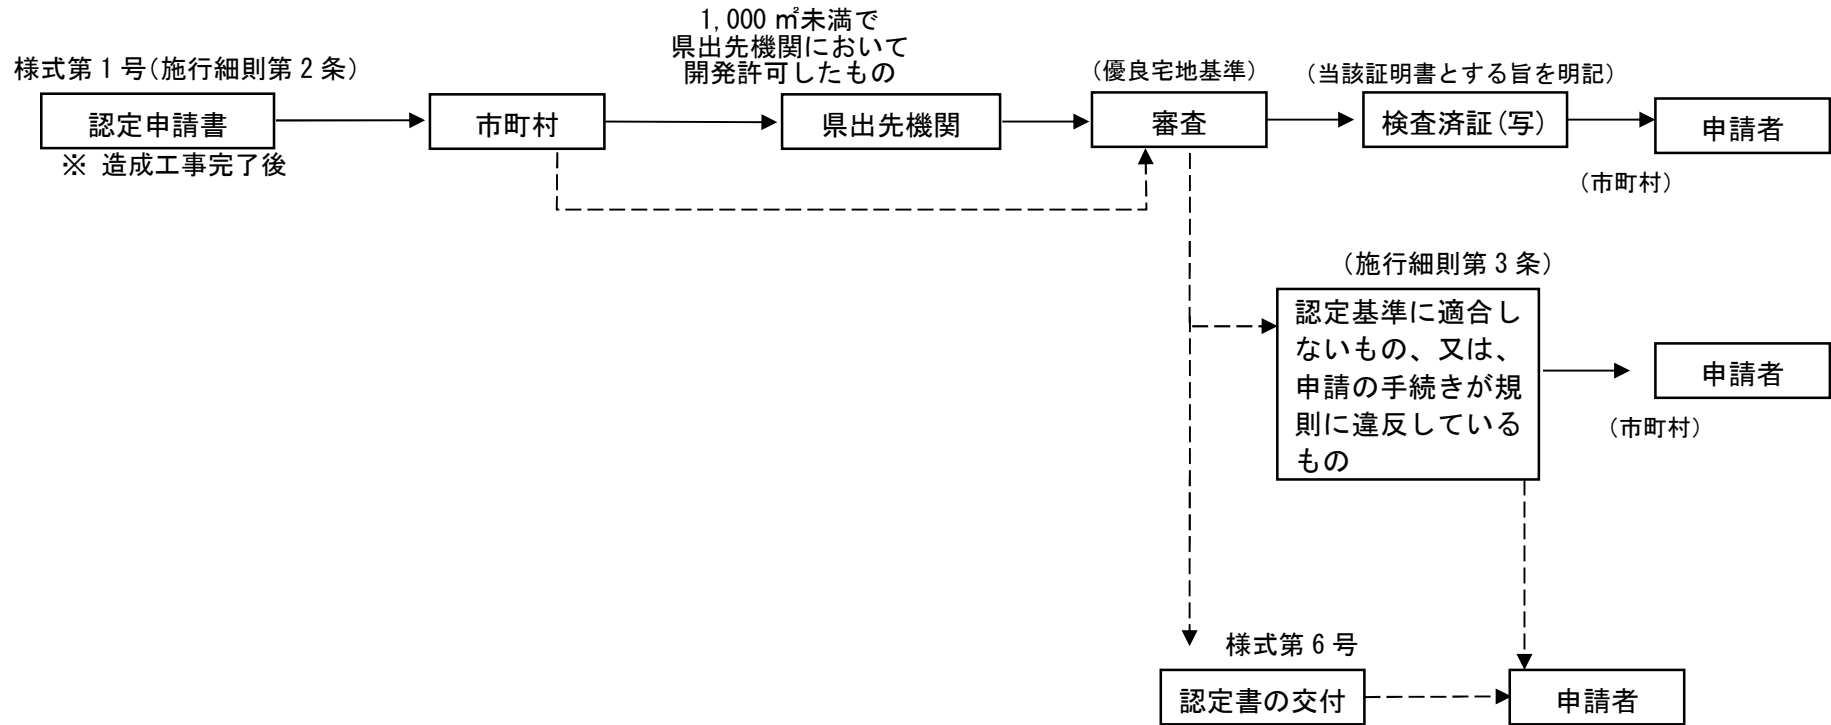 1,000 ㎡未満で
県出先機関において
開発許可したもの
様式第1号(施行細則第2条)
(優良宅地基準)
(当該証明書とする旨を明記)
認定申請書
市町村
県出先機関
審査
検査済証(写)
申請者
※ 造成工事完了後
(市町村)
(施行細則第3条)
認定基準に適合し
ないもの、又は、
申請の手続きが規
則に違反している
もの
申請者
(市町村)
様式第6号
認定書の交付
申請者